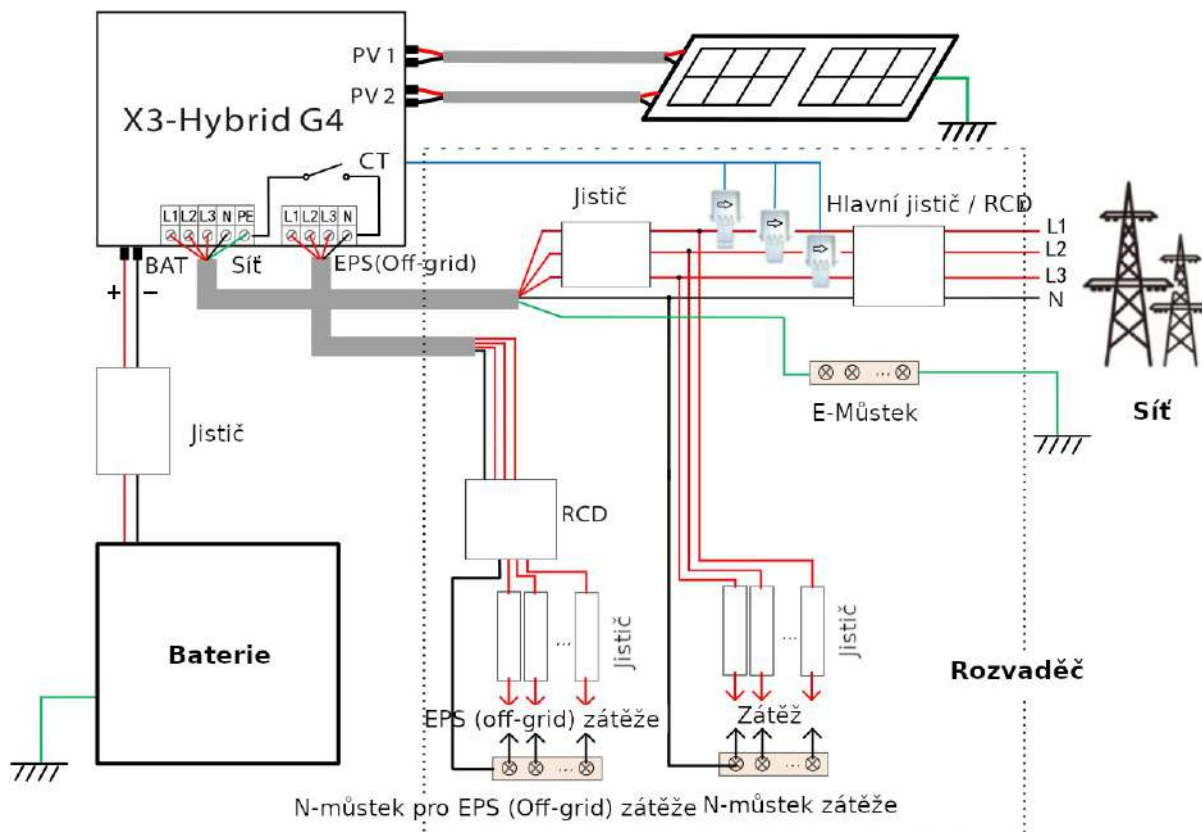 PV 1
PV 2
X3-Hybrid G4
CT
L1 L2 L3 N PE
L1 L2 L3 N
BAT
Síť
EPS(Off-grid)
+ −
Jistič
Hlavní jistič / RCD
L1
L2
L3
N
... 
E-Můstek
Síť
Jistič
RCD
Baterie
...
Jistič
...
Jistič
Rozvaděč
EPS (off-grid) zátěže
Zátěž
...
...
N-můstek pro EPS (Off-grid) zátěže
N-můstek zátěže